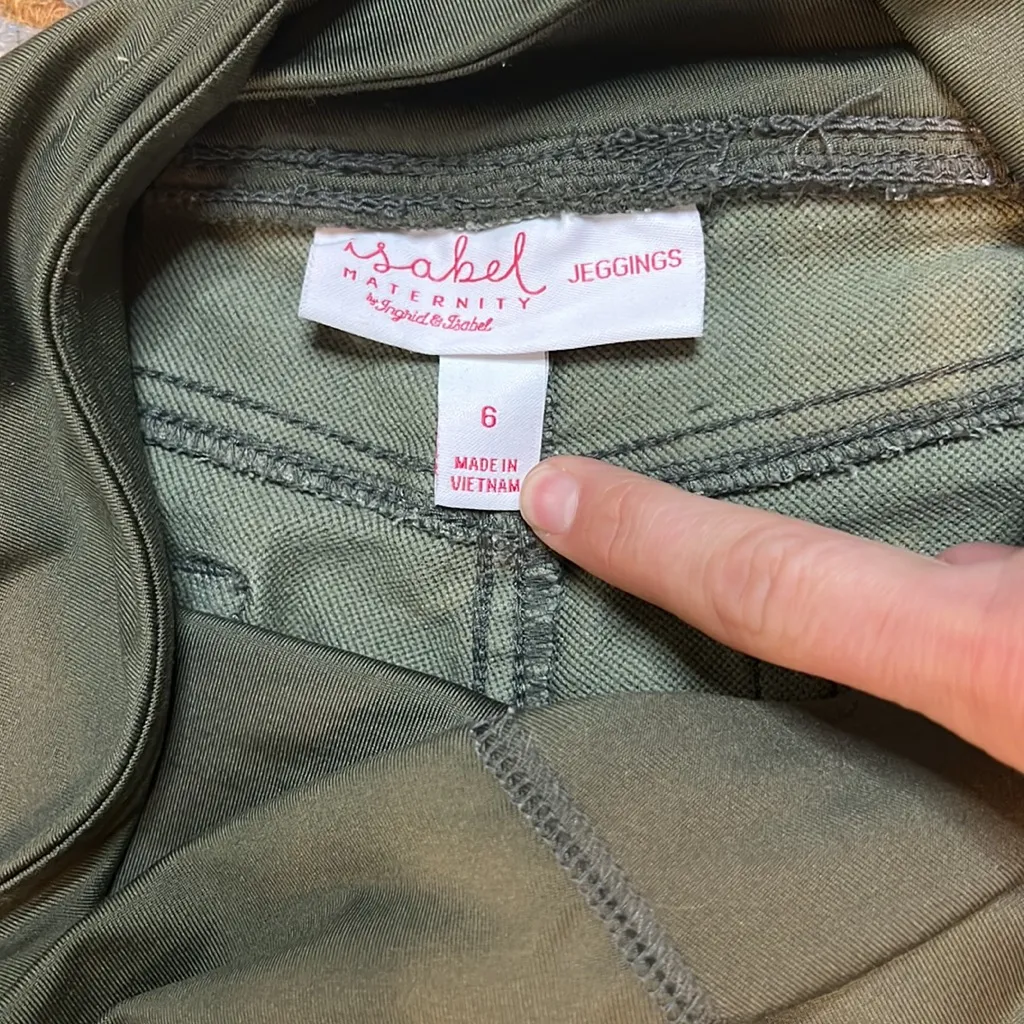 isabel
MATERNITY
by Ingrid & Isabel
JEGGINGS
6
MADE IN
VIETNAM